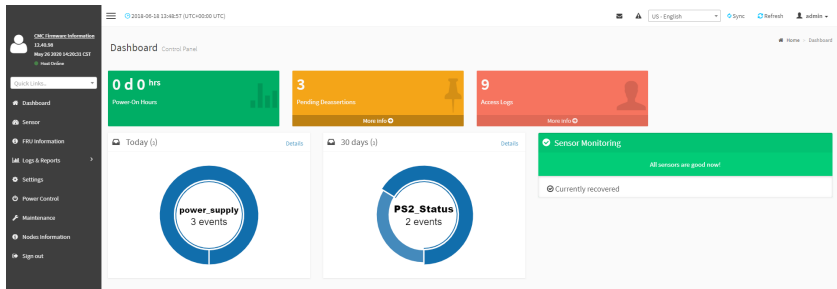 2018-06-18 13:48:57 (UTC+00:00 UTC)
US - English
Sync
Refresh
admin
CMC Firmware Information
13.40.98
May 26 2020 14:20:51 CST
Host Online
Quick Links...
Dashboard
Sensor
FRU Information
Logs & Reports
Settings
Power Control
Maintenance
Nodes Information
Sign out
Dashboard Control Panel
Home > Dashboard
0 d 0 hrs
Power-On Hours
3
Pending Deassertions
More info
9
Access Logs
More info
Today (3)
Details
power_supply
3 events
30 days (3)
Details
PS2_Status
2 events
Sensor Monitoring
All sensors are good now!
Currently recovered